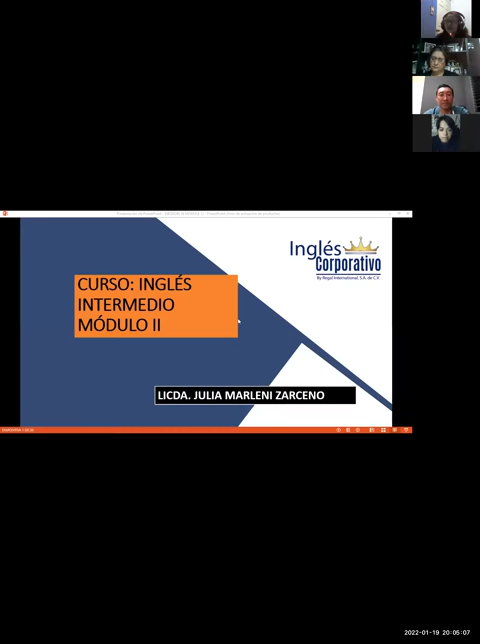 Inglés
Corporativo
By Regal International, S.A. de C.V.
CURSO: INGLÉS
INTERMEDIO
MÓDULO II
LICDA. JULIA MARLENI ZARCENO
2022-01-19 20:05:07